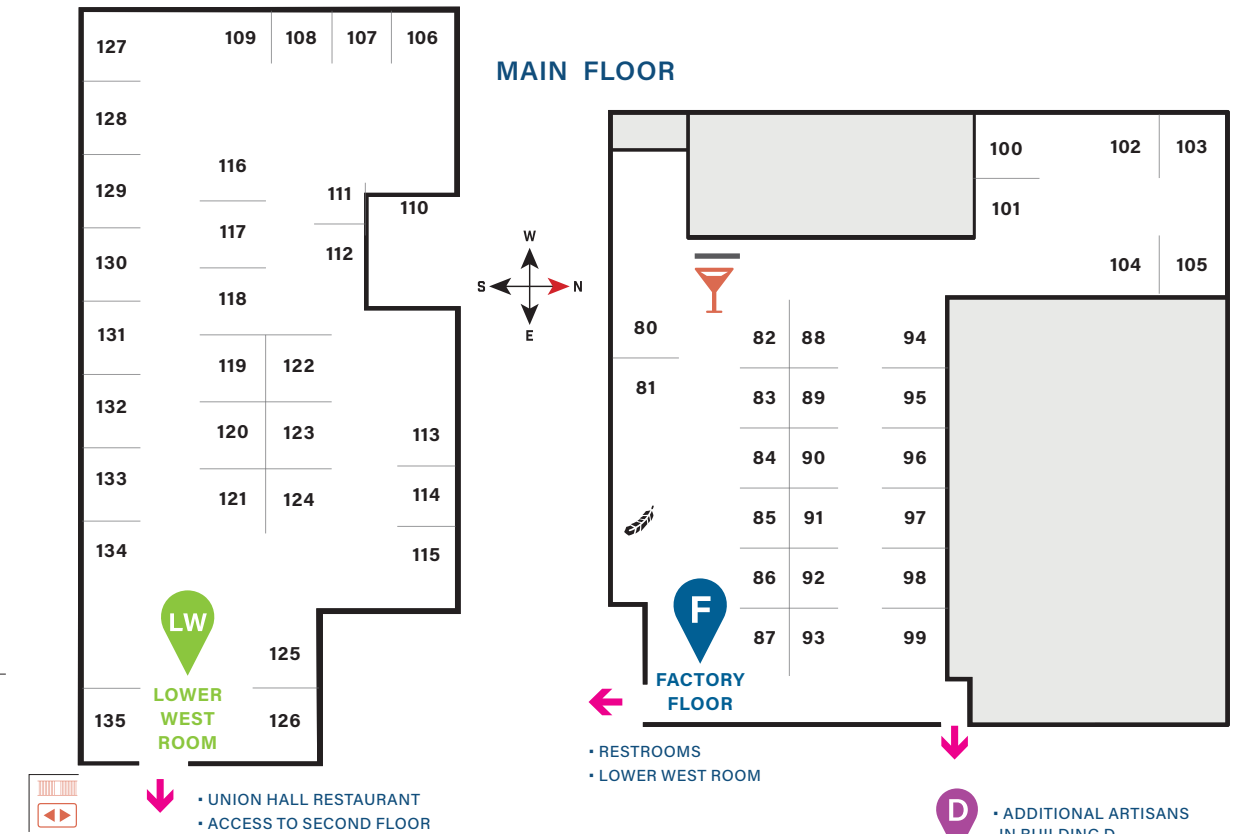 MAIN FLOOR
127
109 108 107 106
128
129
130
131
132
133
134
116
117
118
111
112
110
119 122
120 123
121 124
113
114
115
LW
LOWER
WEST
ROOM
125
126
135
• UNION HALL RESTAURANT
• ACCESS TO SECOND FLOOR
W
S N
E
100
101
102 103
104 105
80
81
82 88 94
83 89 95
84 90 96
85 91 97
86 92 98
87 93 99
F
FACTORY
FLOOR
• RESTROOMS
• LOWER WEST ROOM
D
• ADDITIONAL ARTISANS
IN BUILDING D